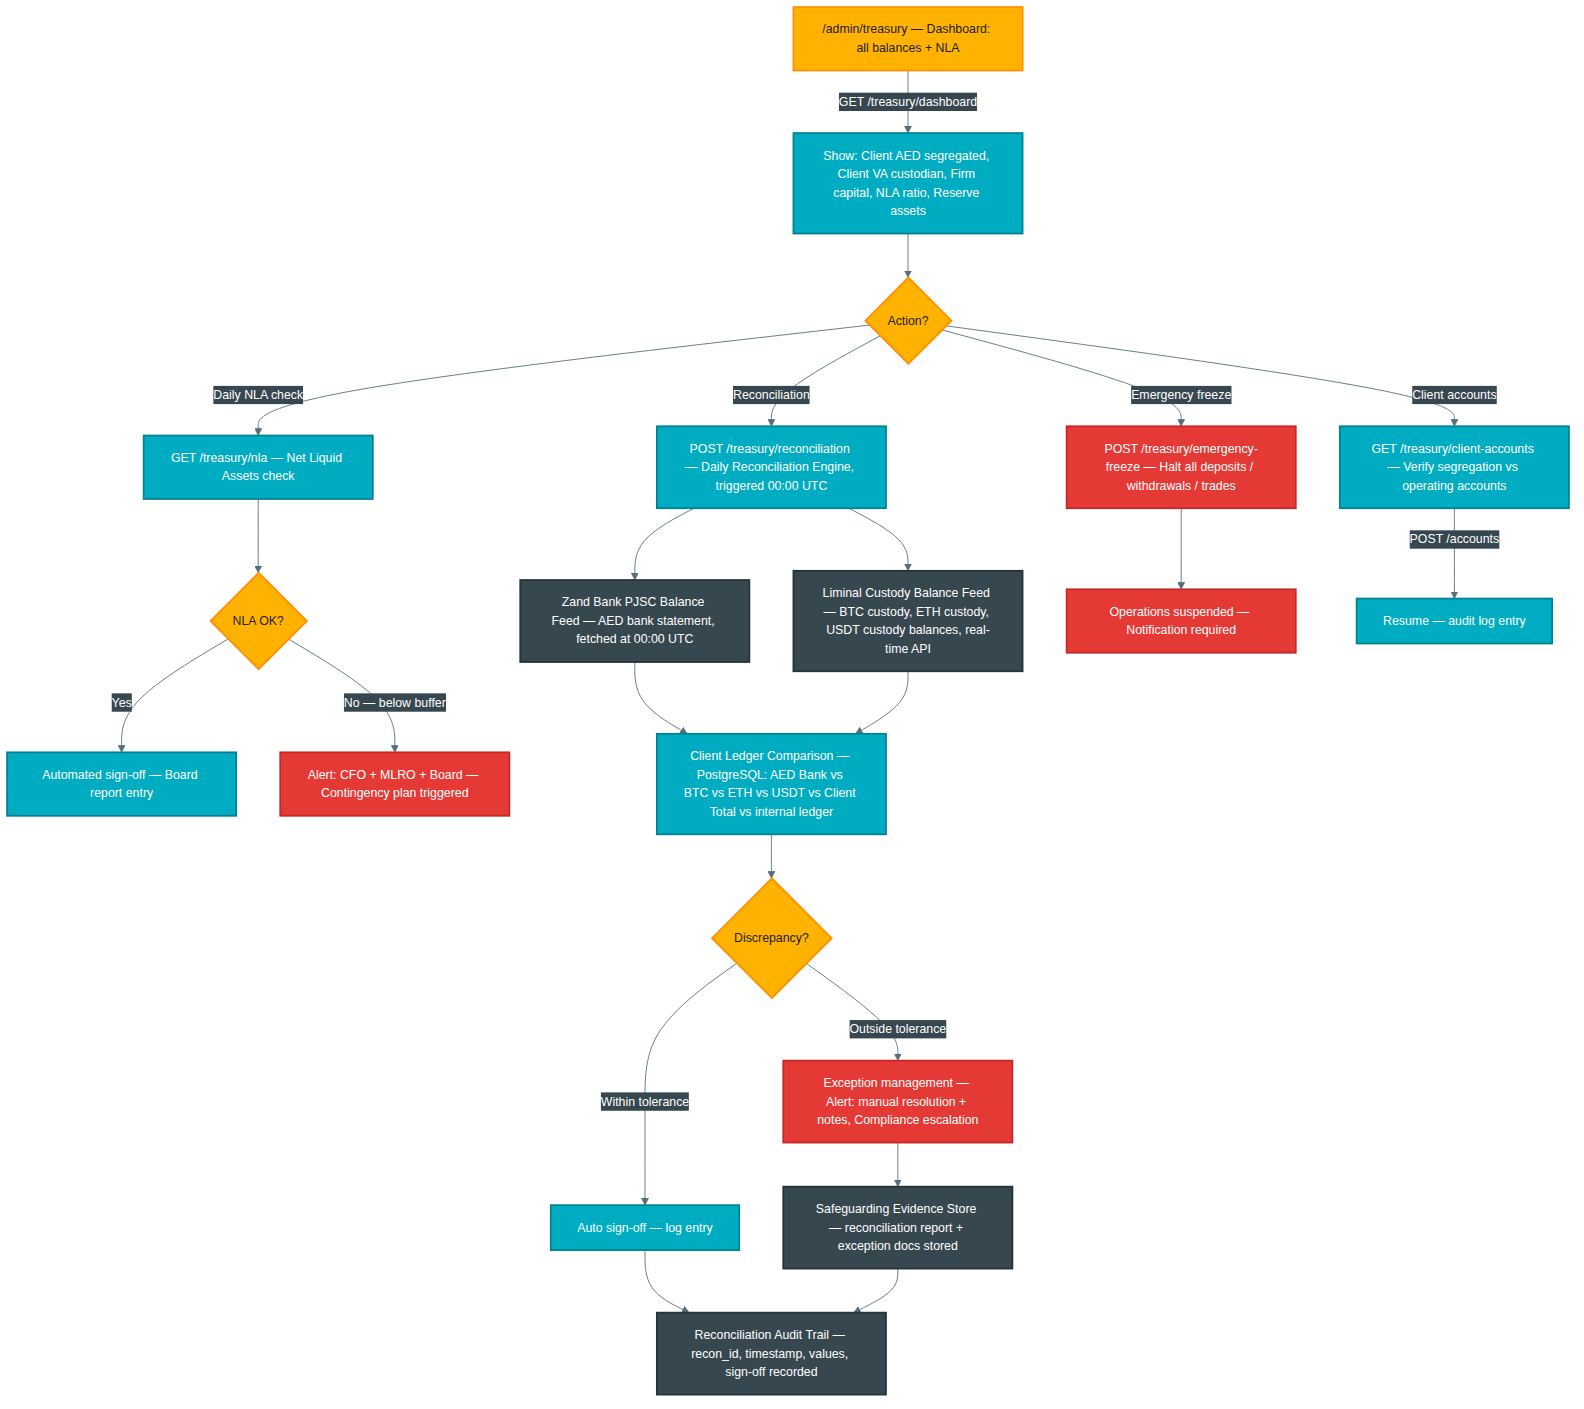 /admin/treasury — Dashboard:
all balances + NLA
GET /treasury/dashboard
Show: Client AED segregated,
Client VA custodian, Firm
capital, NLA ratio, Reserve
assets
Action?
Daily NLA check
Reconciliation
Emergency freeze
Client accounts
GET /treasury/nla — Net Liquid
Assets check
POST /treasury/reconciliation
— Daily Reconciliation Engine,
triggered 00:00 UTC
POST /treasury/emergency-
freeze — Halt all deposits /
withdrawals / trades
GET /treasury/client-accounts
— Verify segregation vs
operating accounts
POST /accounts
NLA OK?
Zand Bank PJSC Balance
Feed — AED bank statement,
fetched at 00:00 UTC
Liminal Custody Balance Feed
— BTC custody, ETH custody,
USDT custody balances, real-
time API
Operations suspended —
Notification required
Resume — audit log entry
Yes
No — below buffer
Automated sign-off — Board
report entry
Alert: CFO + MLRO + Board —
Contingency plan triggered
Client Ledger Comparison —
PostgreSQL: AED Bank vs
BTC vs ETH vs USDT vs Client
Total vs internal ledger
Discrepancy?
Outside tolerance
Within tolerance
Exception management —
Alert: manual resolution +
notes, Compliance escalation
Auto sign-off — log entry
Safeguarding Evidence Store
— reconciliation report +
exception docs stored
Reconciliation Audit Trail —
recon_id, timestamp, values,
sign-off recorded